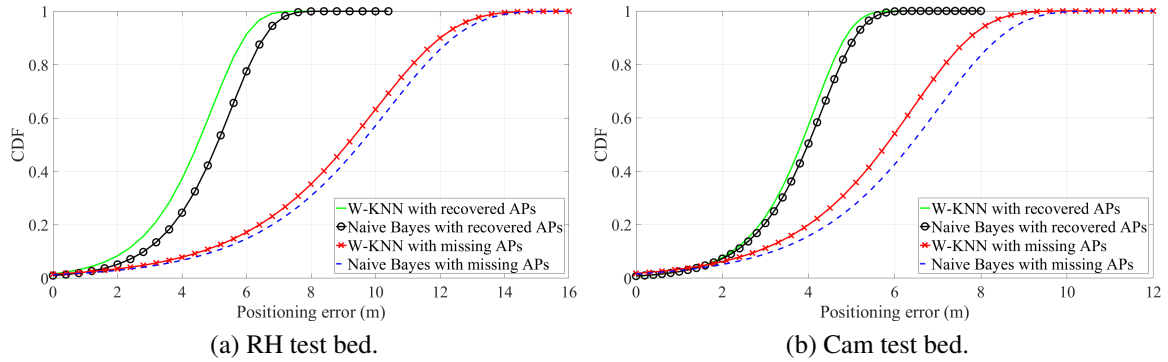 1
0.8
0.6
0.4
0.2
0
CDF
0 2 4 6 8 10 12 14 16
Positioning error (m)
W-KNN with recovered APs
Naive Bayes with recovered APs
W-KNN with missing APs
Naive Bayes with missing APs
(a) RH test bed.
1
0.8
0.6
0.4
0.2
0
CDF
0 2 4 6 8 10 12
Positioning error (m)
W-KNN with recovered APs
Naive Bayes with recovered APs
W-KNN with missing APs
Naive Bayes with missing APs
(b) Cam test bed.